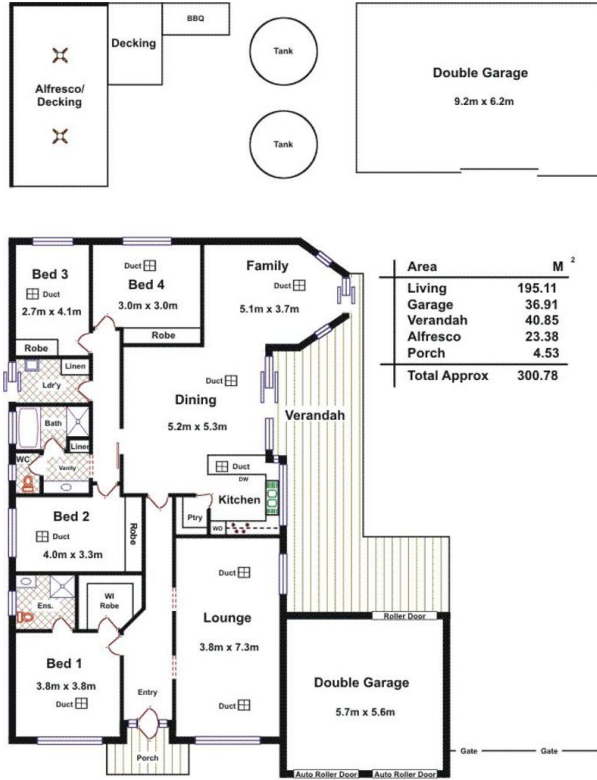 BBQ
Decking
Alfresco/
Decking
Tank
Tank
Double Garage
9.2m x 6.2m
Bed 3
Duct
2.7m x 4.1m
Robe
Duct
Bed 4
3.0m x 3.0m
Robe
Family
Duct
5.1m x 3.7m
Area M 2
Living 195.11
Garage 36.91
Verandah 40.85
Alfresco 23.38
Porch 4.53
Total Approx 300.78
Linen
Ldr'y
Duct
Dining
5.2m x 5.3m
Verandah
Bath
Linen
WC
Vanity
Duct
DW
Kitchen
Ptry
WO
Bed 2
Duct
4.0m x 3.3m
Robe
Ens.
WI
Robe
Duct
Lounge
3.8m x 7.3m
Duct
Bed 1
3.8m x 3.8m
Duct
Entry
Porch
Roller Door
Double Garage
5.7m x 5.6m
Auto Roller Door
Auto Roller Door
Gate
Gate